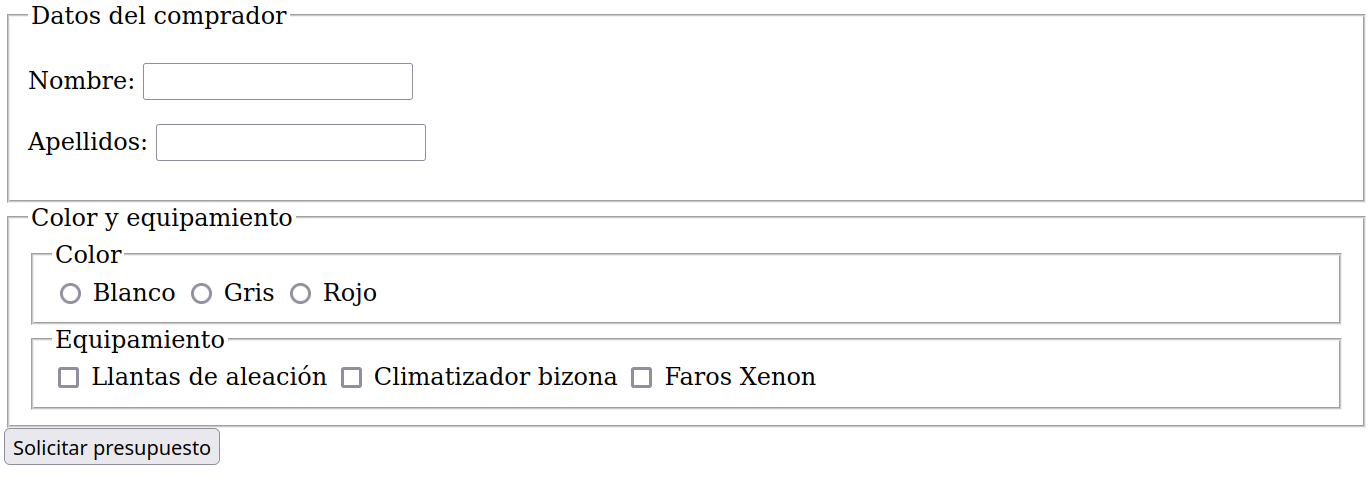 Datos del comprador
Nombre:
Apellidos:
Color y equipamiento
Color
Blanco Gris Rojo
Equipamiento
Llantas de aleación Climatizador bizona Faros Xenon
Solicitar presupuesto